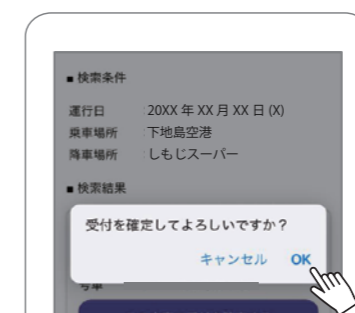 ■ 検索条件
運行日 : 20XX 年 XX 月 XX 日 (X)
乗車場所 : 下地島空港
降車場所 : しもじスーパー
■ 検索結果
受付を確定してよろしいですか？
キャンセル OK
号車